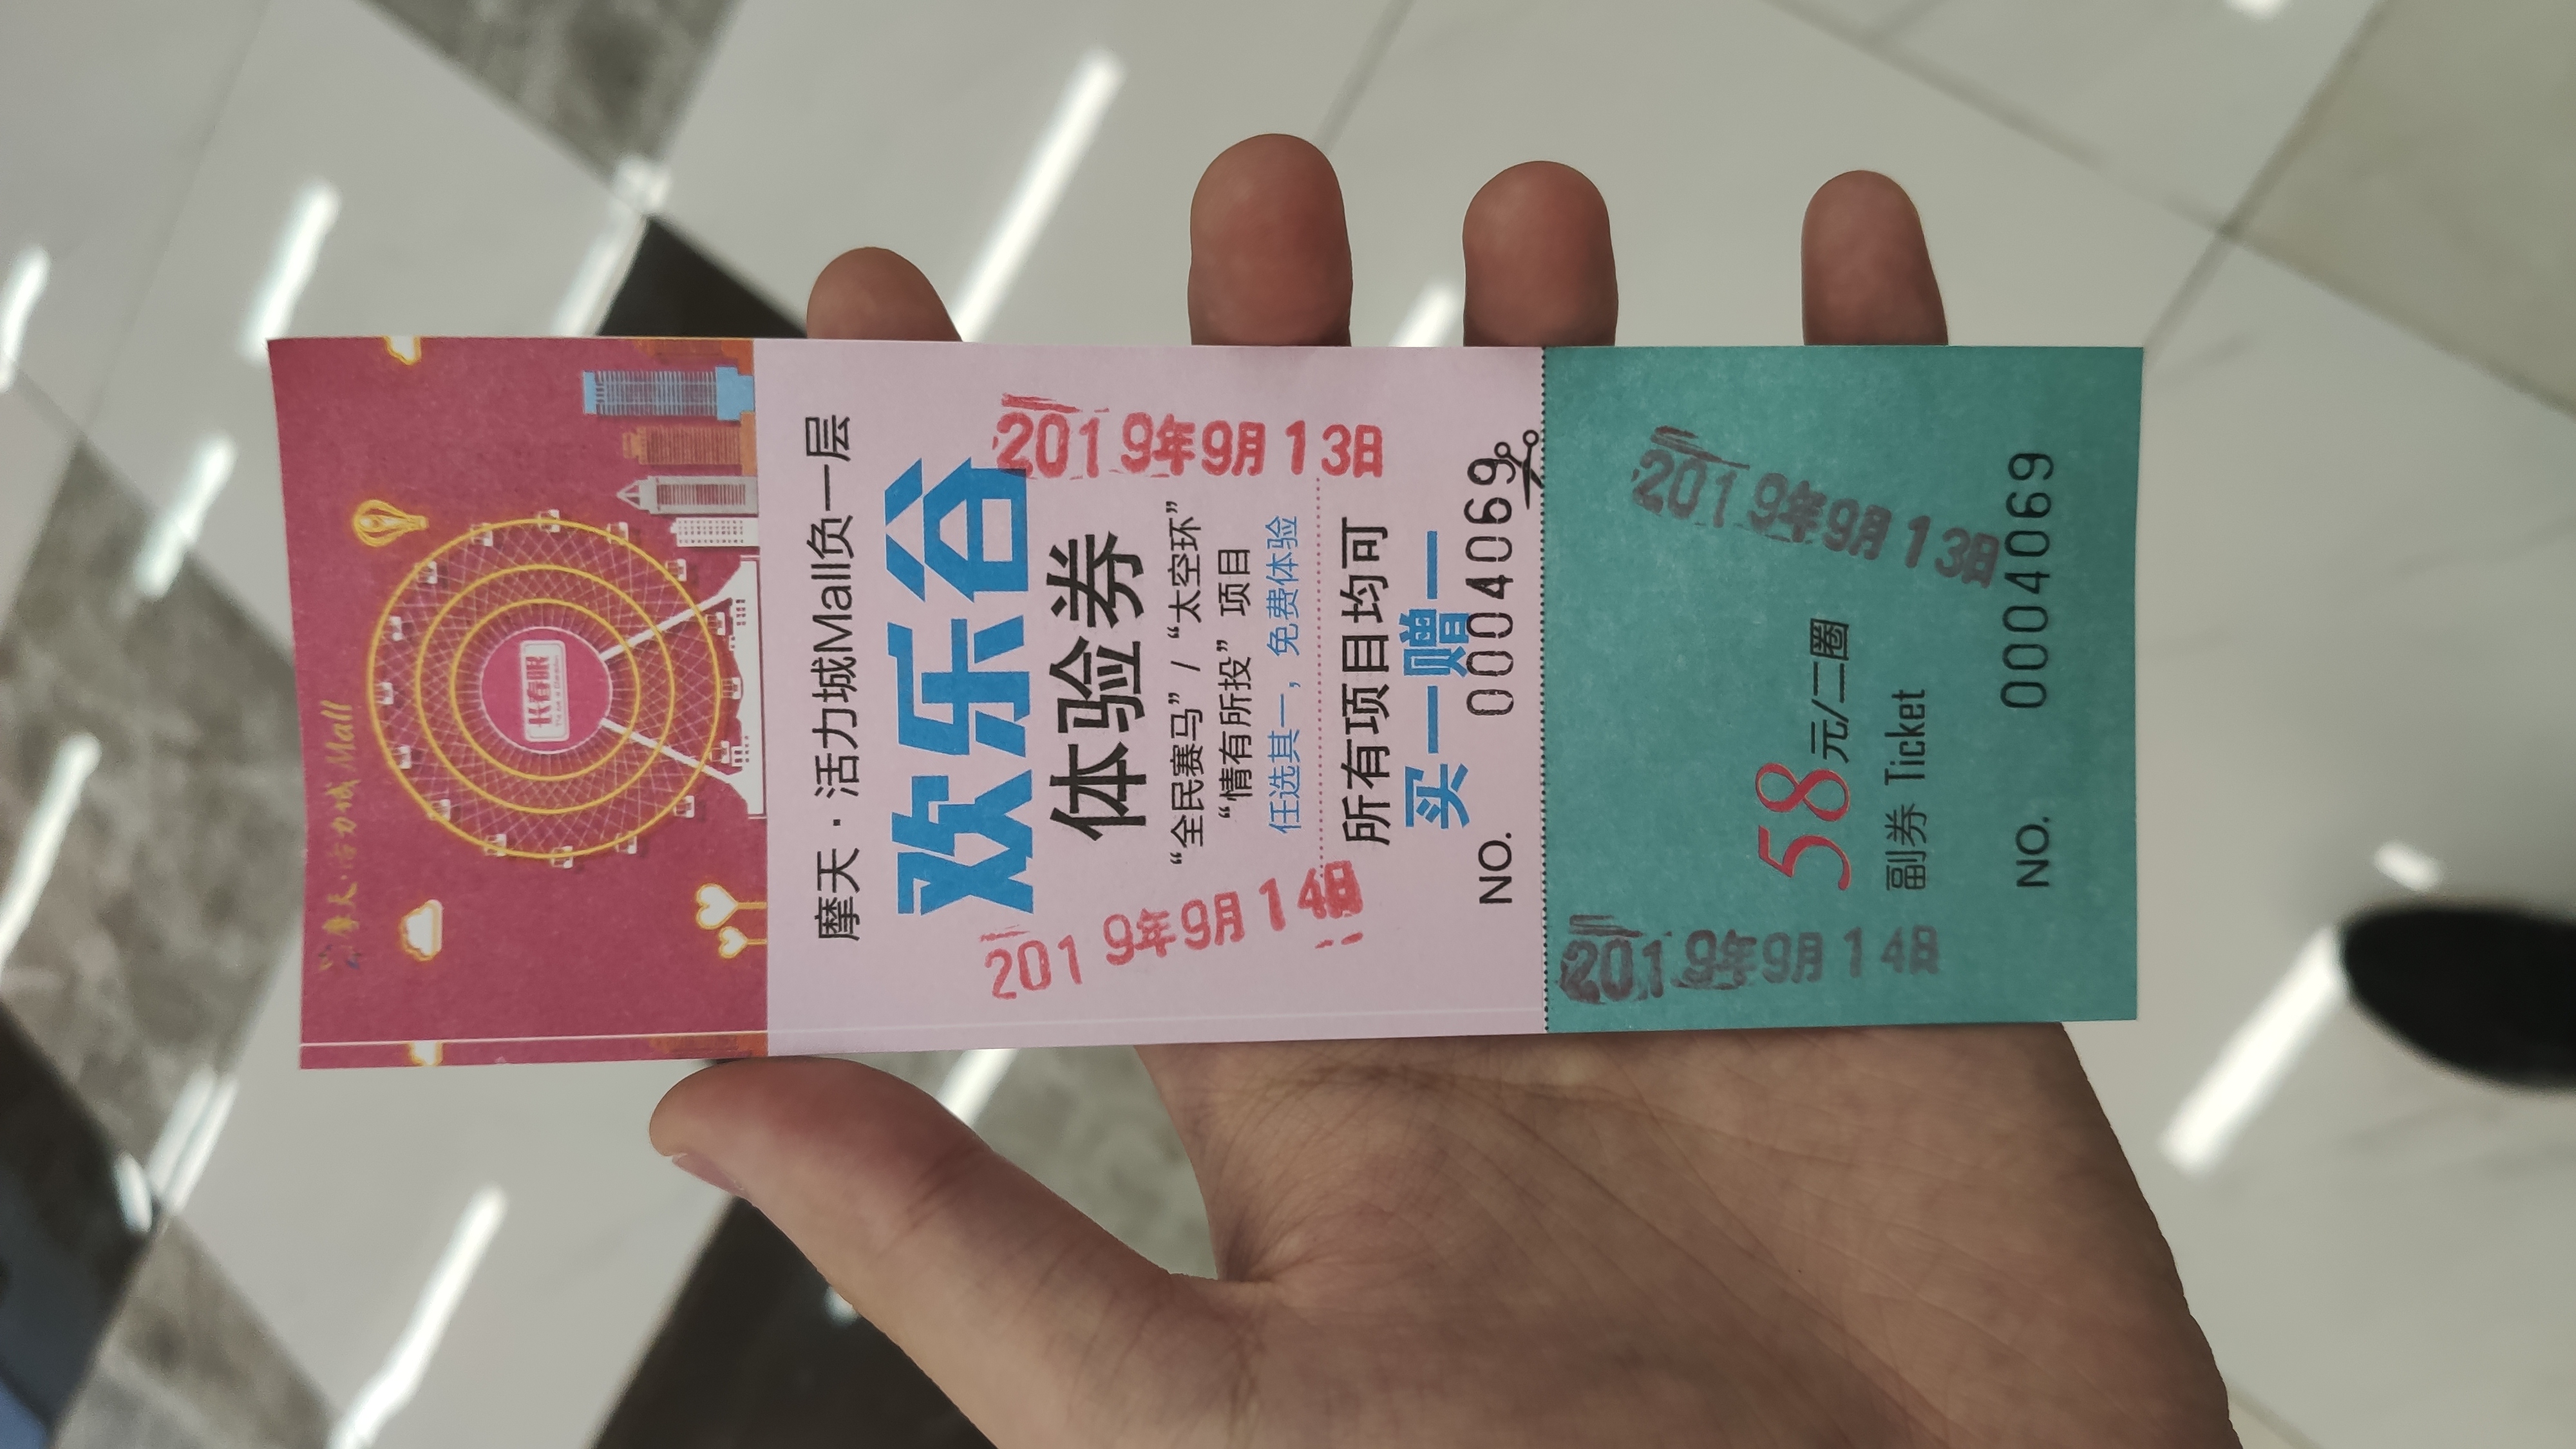 摩天·活力城 Mall
长春眼
摩天·活力城Mall负一层
欢乐谷
体验券
“全民赛马” / “太空环”
“情有所投” 项目
任选其一，免费体验
2019年9月14日
2019年9月13日
所有项目均可
买一赠一
NO. 0004069
2019年9月14日
2019年9月13日
58元/二圈
副券 Ticket
NO. 0004069